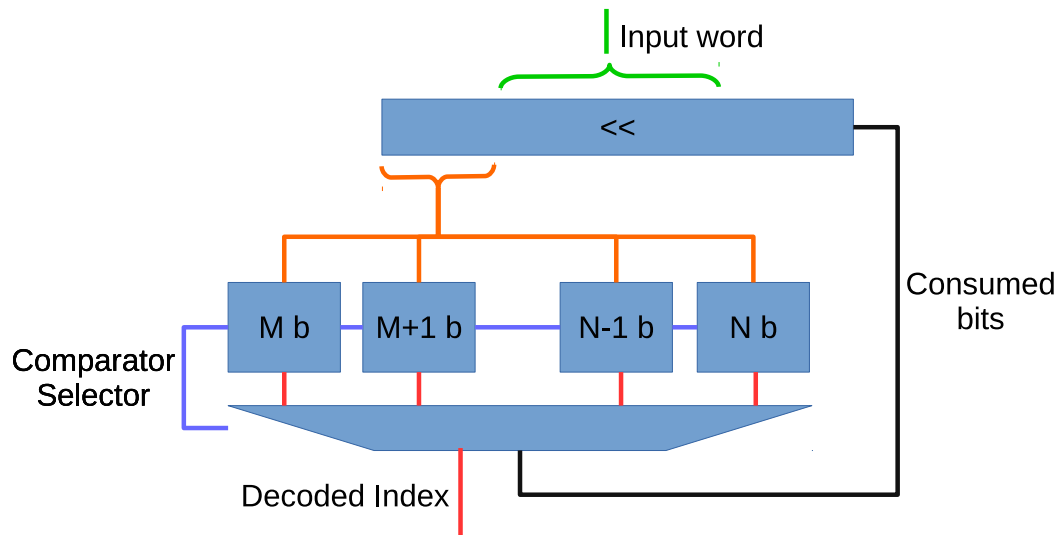 Input word
<<
M b
M+1 b
N-1 b
N b
Consumed
bits
Comparator
Selector
Decoded Index